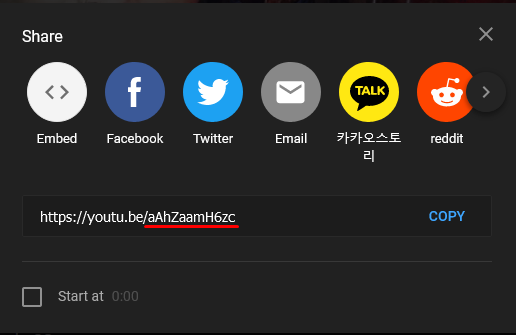 Share
Embed
Facebook
Twitter
Email
TALK
카카오스토
리
reddit
https://youtu.be/aAhZaamH6zc
COPY
Start at 0:00